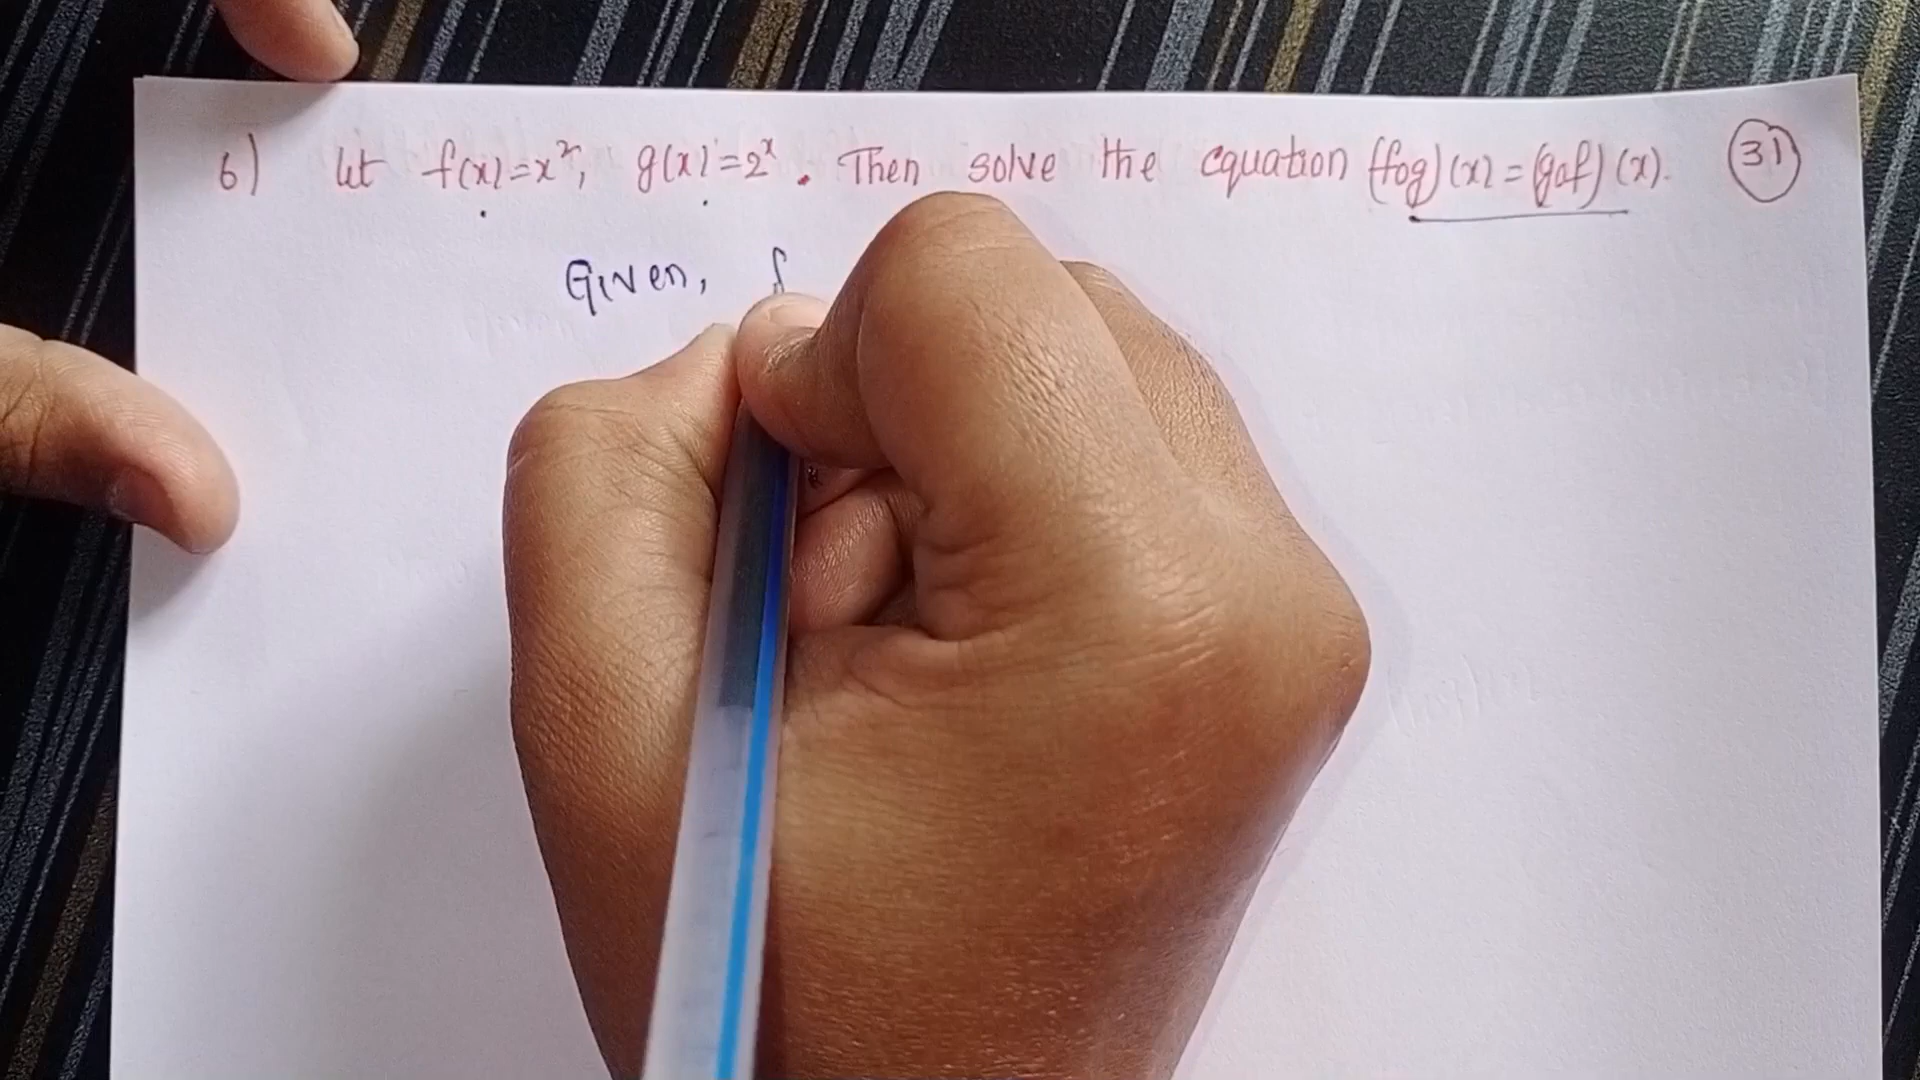 6) let f(x)=x², g(x)=2ˣ. Then solve the equation (fog)(x)=(gof)(x). 31
Given, f